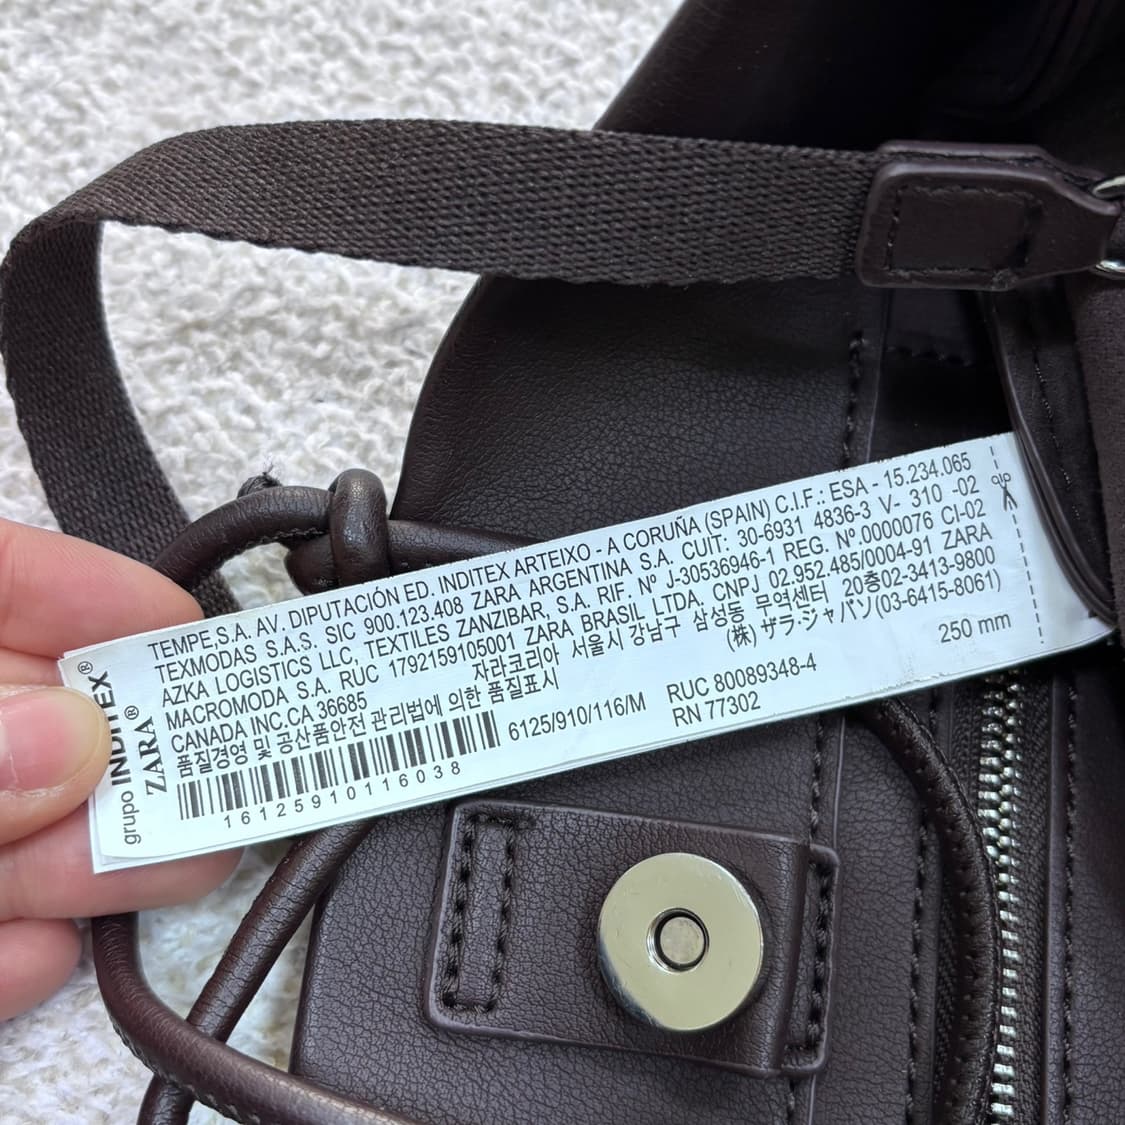 grupo INDITEX®
ZARA®
TEMPE,S.A. AV. DIPUTACIÓN ED. INDITEX ARTEIXO - A CORUÑA (SPAIN) C.I.F.: ESA - 15.234.065
TEXMODAS S.A.S. SIC 900.123.408 ZARA ARGENTINA S.A. CUIT: 30-6931 4836-3 V- 310 -02
AZKA LOGISTICS LLC, TEXTILES ZANZIBAR, S.A. RIF. Nº J-30536946-1 REG. Nº.0000076 CI-02
MACROMODA S.A. RUC 1792159105001 ZARA BRASIL LTDA, CNPJ 02.952.485/0004-91 ZARA
CANADA INC.CA 36685 자라코리아 서울시 강남구 삼성동 무역센터 20층02-3413-9800
품질경영 및 공산품안전 관리법에 의한 품질표시 (株) ザラ·ジャパン(03-6415-8061)
250 mm
16125910116038
6125/910/116/M
RUC 80089348-4
RN 77302